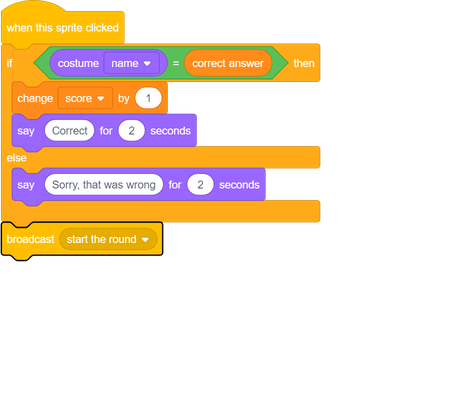 when this sprite clicked
if costume name = correct answer then
change score by 1
say Correct for 2 seconds
else
say Sorry, that was wrong for 2 seconds
broadcast start the round